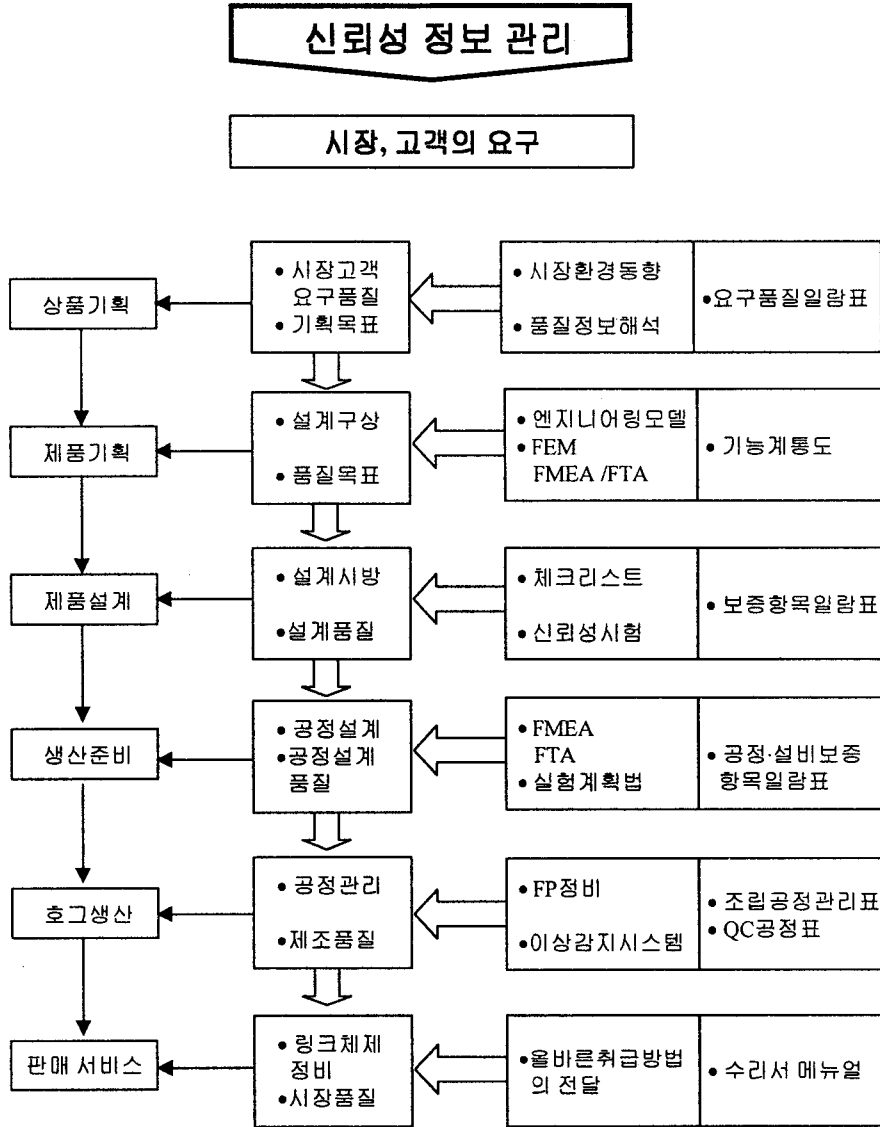 신뢰성 정보 관리
시장, 고객의 요구
상품기획
• 시장고객
요구품질
• 기획목표
• 시장환경동향
• 품질정보해석
•요구품질일람표
제품기획
• 설계구상
• 품질목표
• 엔지니어링모델
• FEM
FMEA /FTA
• 기능계통도
제품설계
• 설계시방
•설계품질
• 체크리스트
• 신뢰성시험
• 보증항목일람표
생산준비
• 공정설계
•공정설계
품질
• FMEA
FTA
• 실험계획법
• 공정·설비보증
항목일람표
호그생산
• 공정관리
•제조품질
• FP정비
•이상감지시스템
• 조립공정관리표
• QC공정표
판매 서비스
• 링크체제
정비
•시장품질
•올바른취급방법
의 전달
• 수리서 메뉴얼